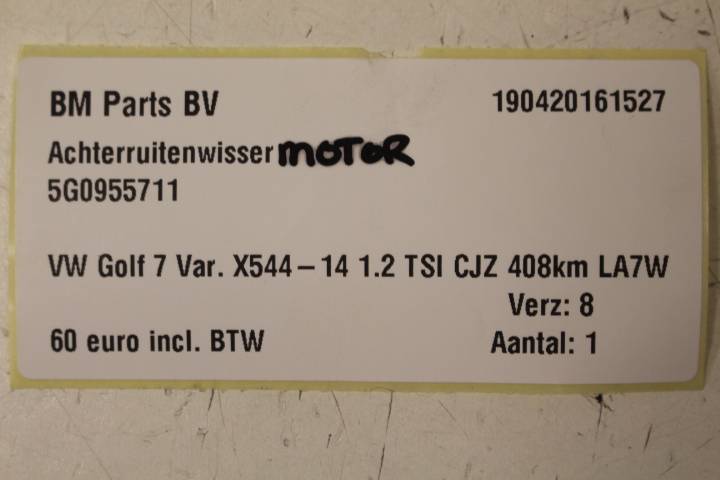 BM Parts BV 190420161527
Achterruitenwisser MOTOR
5G0955711
VW Golf 7 Var. X544-14 1.2 TSI CJZ 408km LA7W
Verz: 8
60 euro incl. BTW Aantal: 1